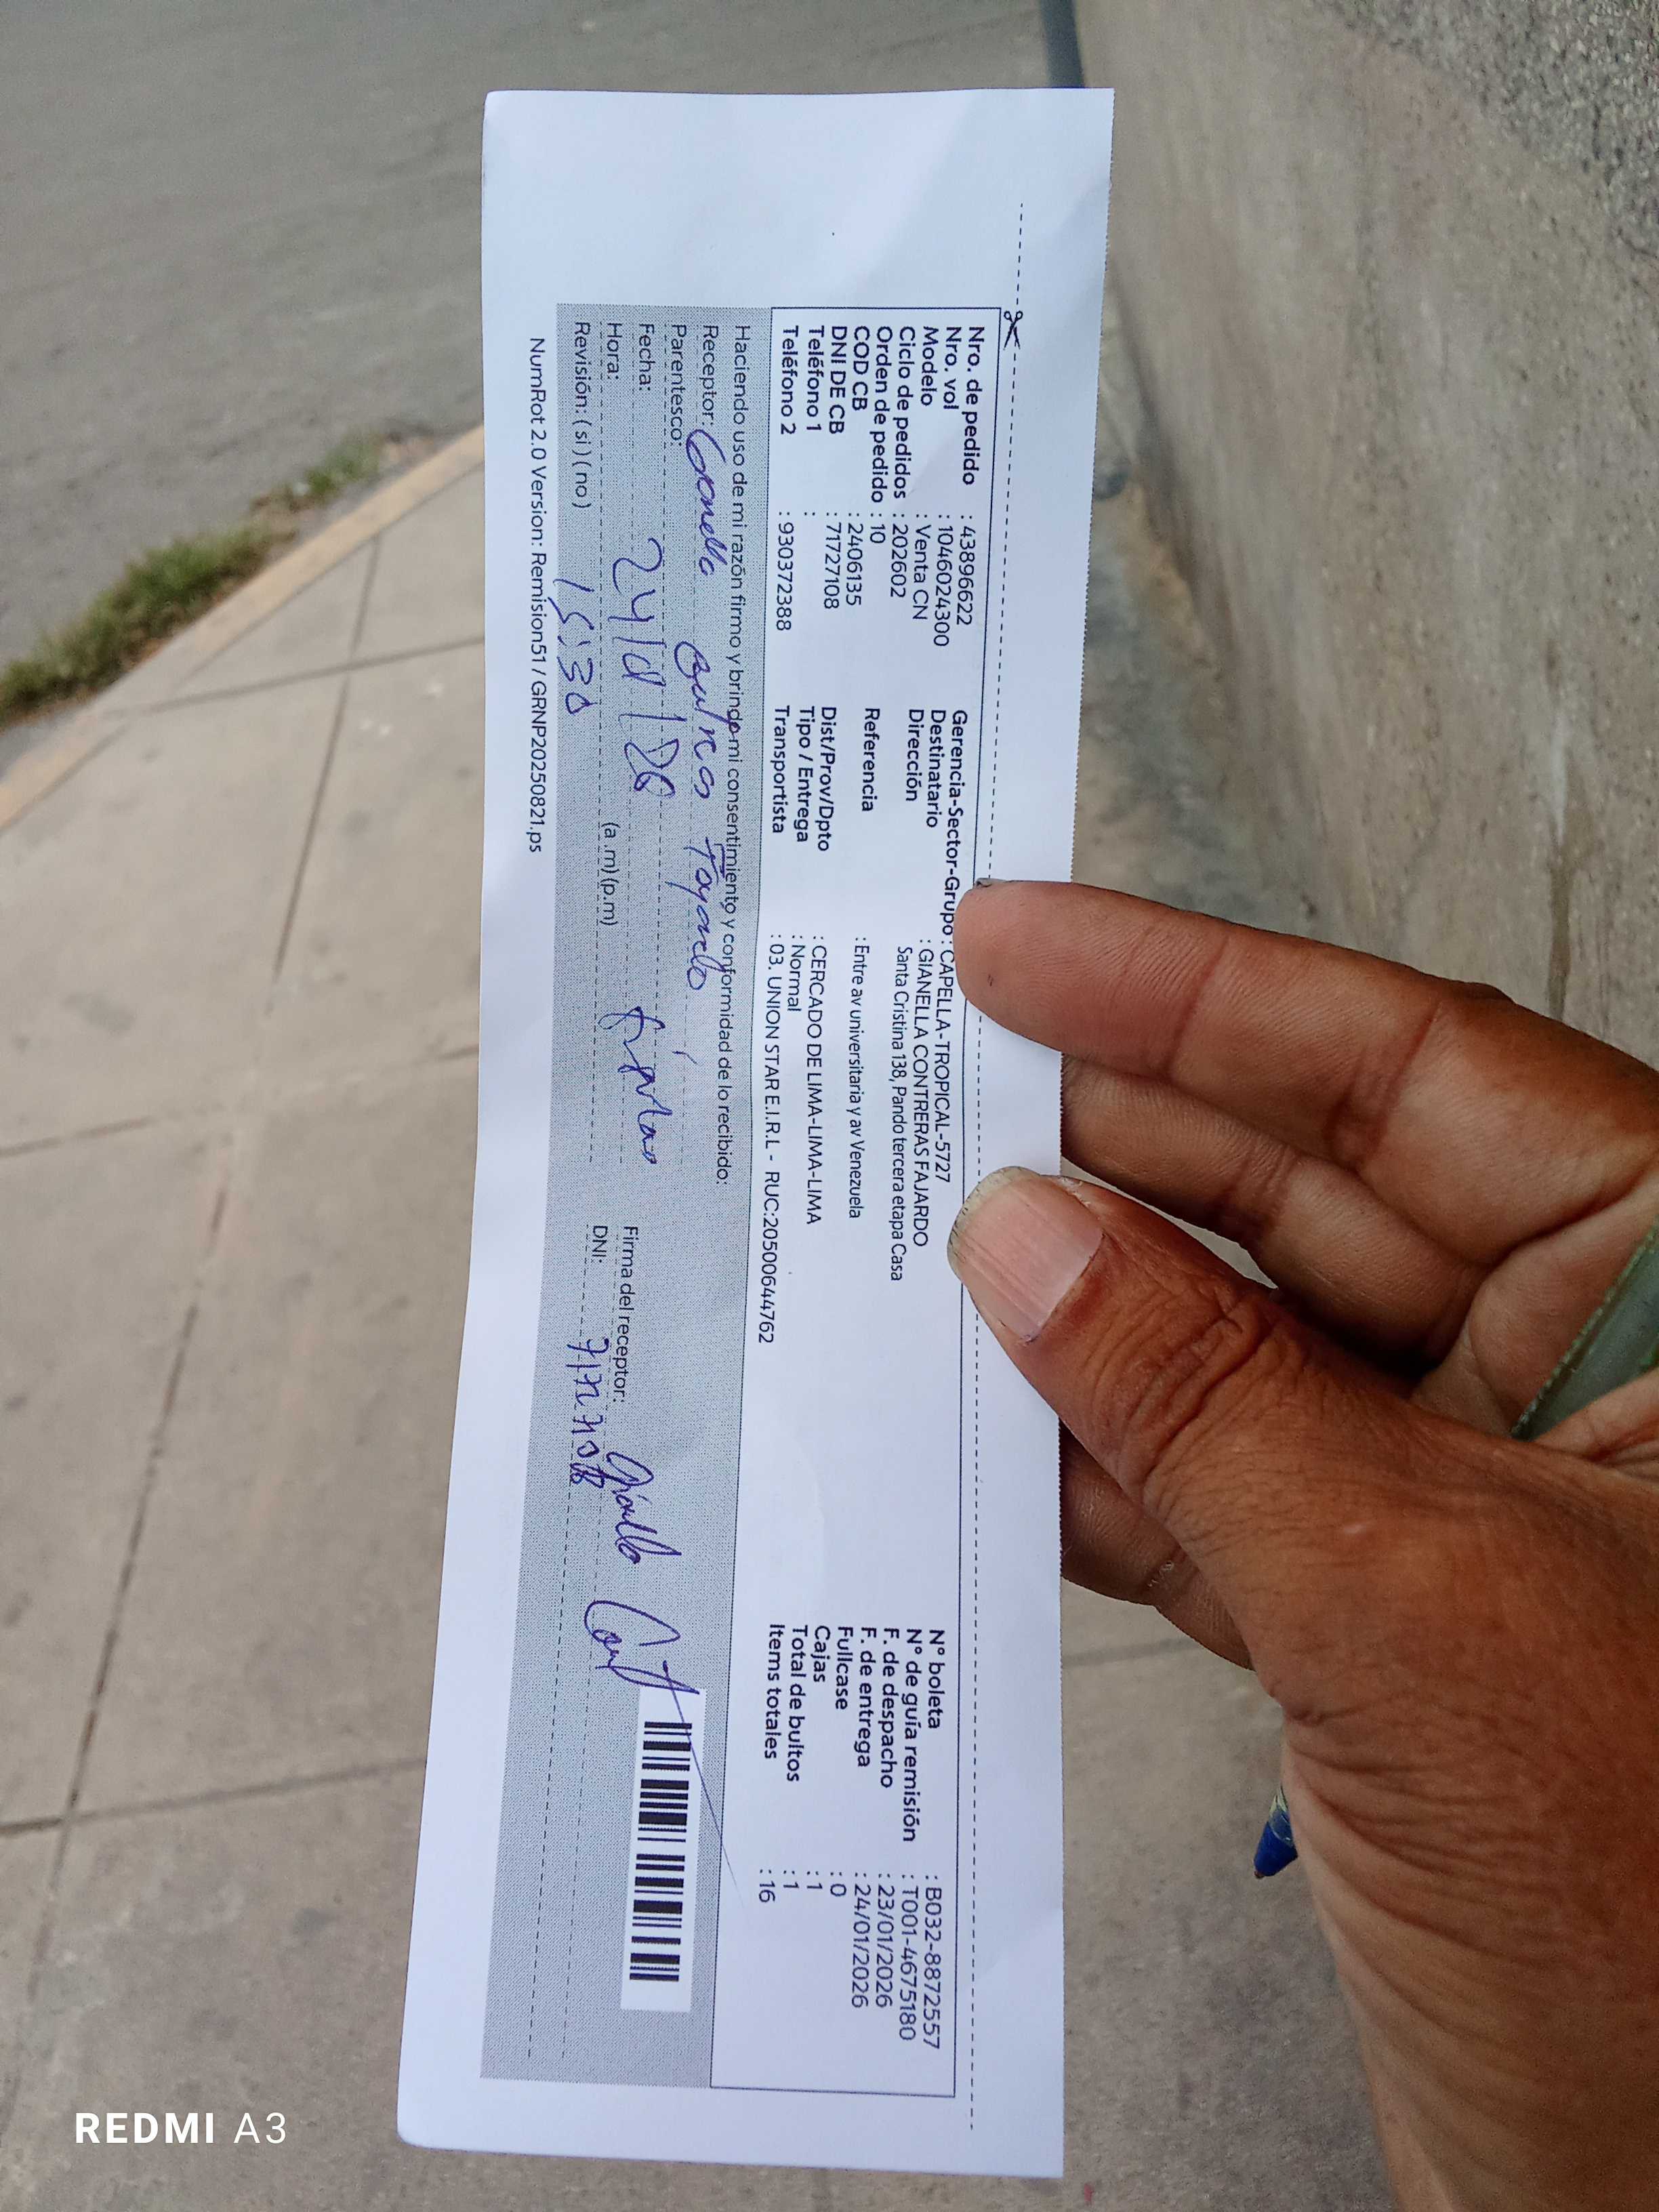 Nro. de pedido : 43896622
Nro. vol : 1046024300
Modelo : Venta CN
Ciclo de pedidos : 202602
Orden de pedido : 10
COD CB : 2406135
DNI DE CB : 71727108
Teléfono 1 :
Teléfono 2 : 930372388
Gerencia-Sector-Grupo : CAPELLA-TROPICAL-5727
Destinatario : GIANELLA CONTRERAS FAJARDO
Dirección Santa Cristina 138, Pando tercera etapa Casa
Referencia : Entre av universitaria y av Venezuela
Dist/Prov/Dpto : CERCADO DE LIMA-LIMA-LIMA
Tipo / Entrega : Normal
Transportista : 03. UNION STAR E.I.R.L - RUC:20500644762
N° boleta : B032-8872557
N° de guía remisión : T001-4675180
F. de despacho : 23/01/2026
F. de entrega : 24/01/2026
Fullcase : 0
Cajas : 1
Total de bultos : 1
Items totales : 16
Haciendo uso de mi razón firmo y brindo mi consentimiento y conformidad de lo recibido:
Receptor:
Parentesco:
Fecha:
Hora: 15:30 (a.m) (p.m)
Revisión: ( si ) ( no )
Firma del receptor:
DNI:
NumRot 2.0 Version: Remision51 / GRNP20250821.ps
REDMI A3